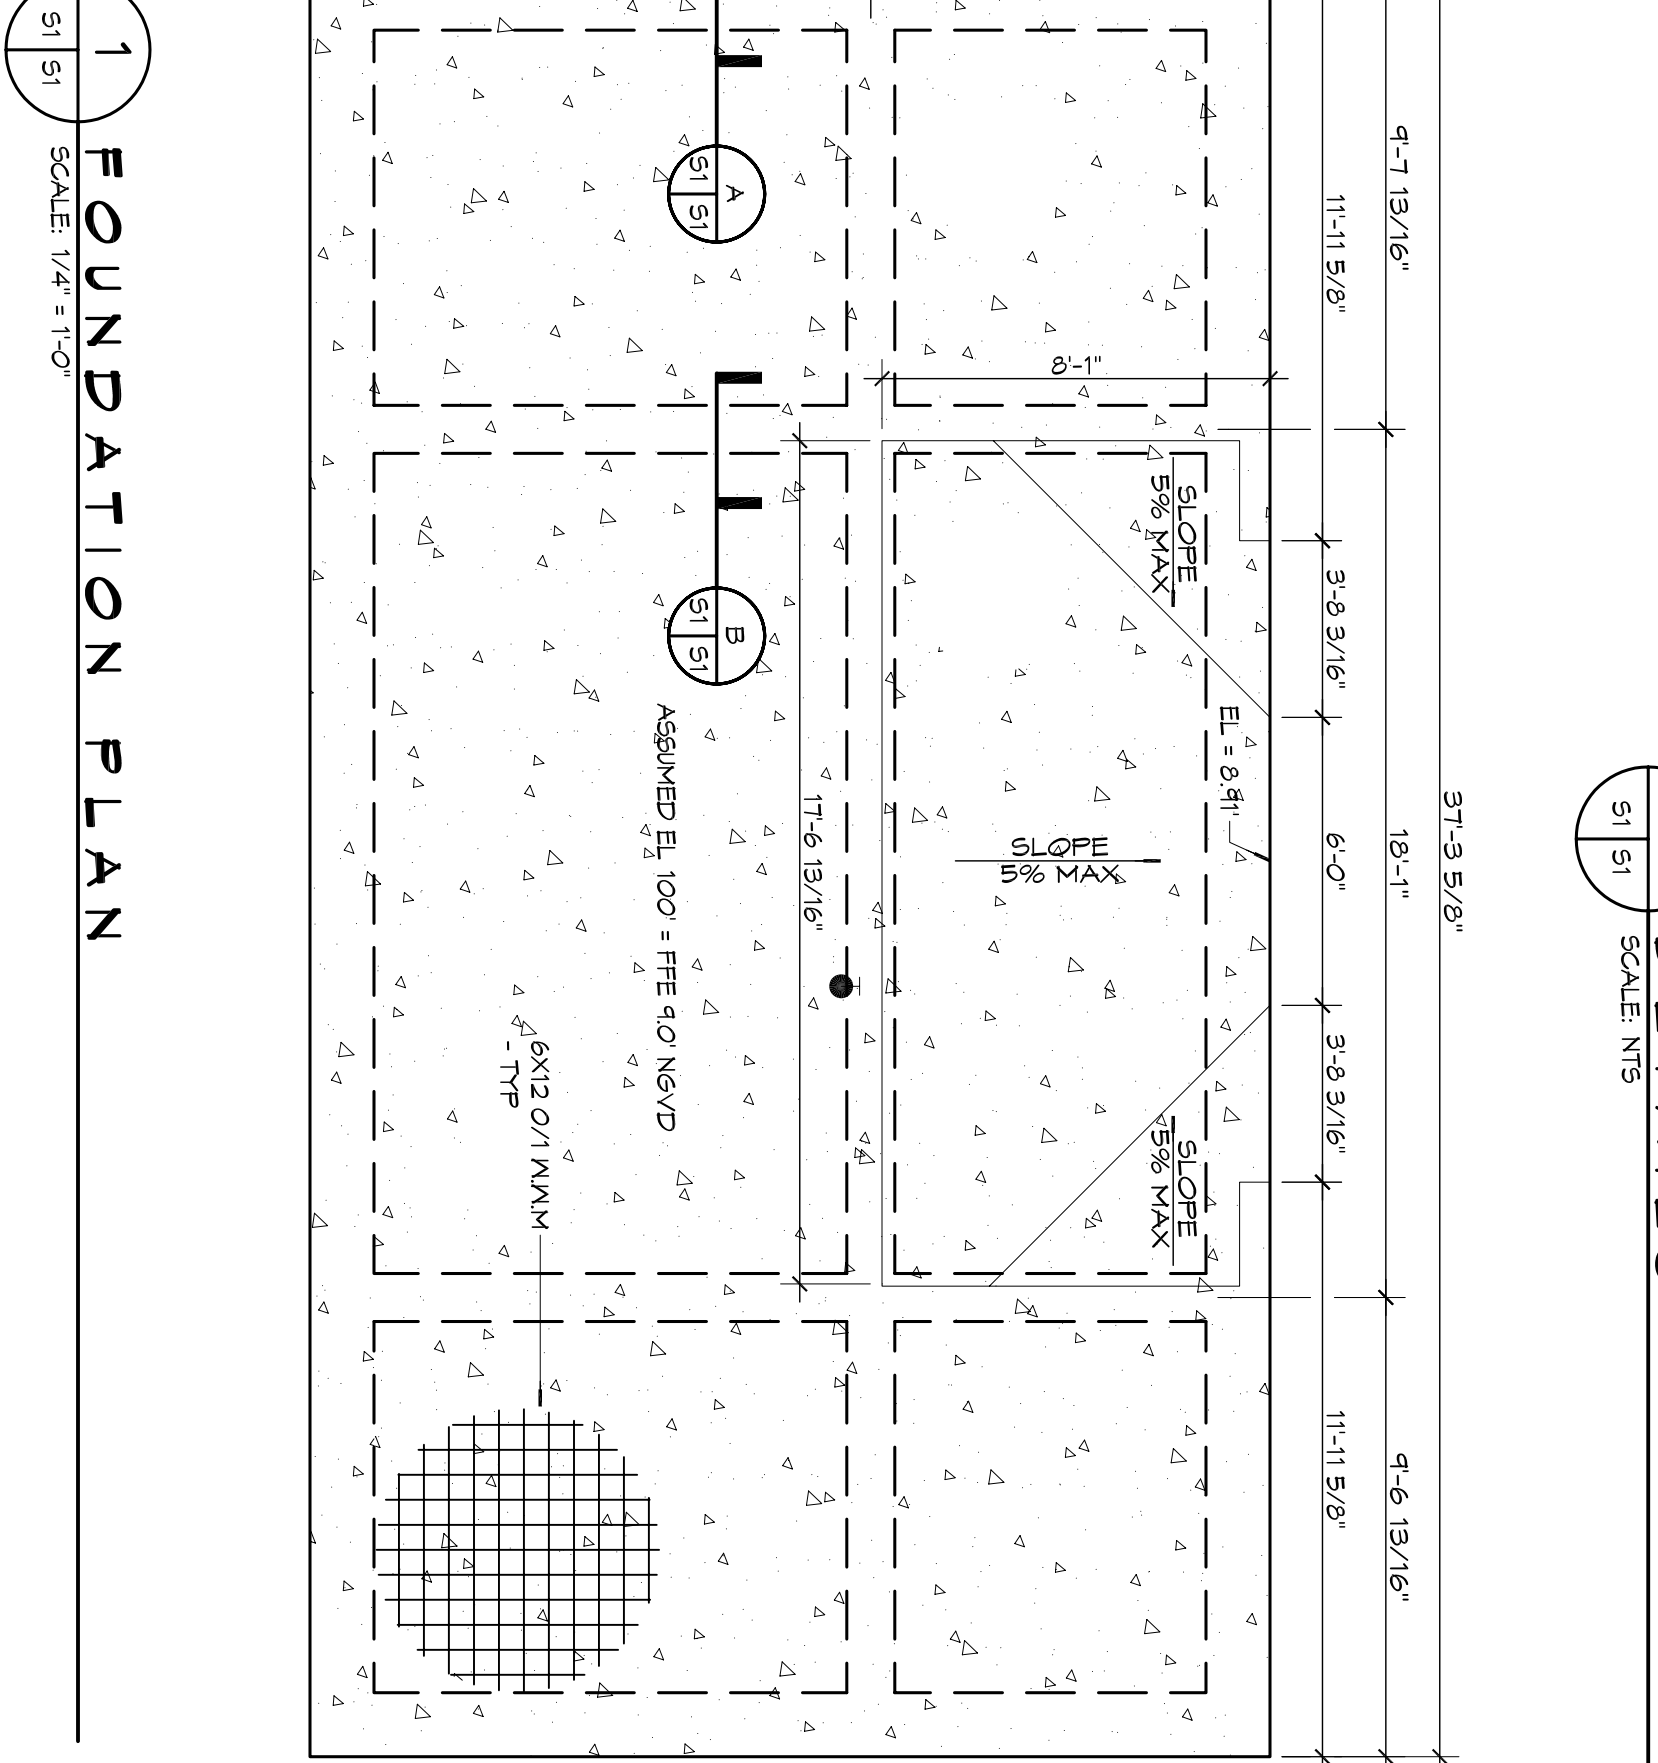 37'-3 5/8"
9'-7 13/16"
18'-1"
9'-6 13/16"
11'-11 5/8"
3'-8 3/16"
6'-0"
3'-8 3/16"
11'-11 5/8"
EL = 8.91'
SLOPE
5% MAX
SLOPE
5% MAX
SLOPE
5% MAX
8'-1"
17'-6 13/16"
A
S1
S1
B
S1
S1
ASSUMED EL 100' = FFE 9.0' NGVD
6X12 0/1 W.W.M
- TYP
1
S1
S1
FOUNDATION PLAN
SCALE: 1/4" = 1'-0"
S1
S1
SCALE: NTS